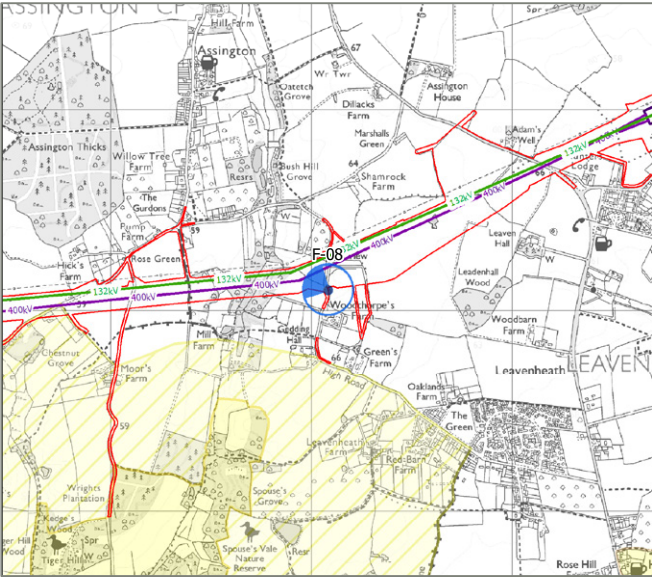 ASSINGTON CP
Hill Farm
Spr
Assington
67
Wr Twr
Oatetch
Grove
Assington
House
Dillacks
Farm
Marshalls
Green
Adam's
Well
Assington Thicks
Willow Tree
Farm
Resrs
Bush Hill
Grove
64
Shamrock
Farm
132kV
400kV
66
Lodge
The
Gurdons
W
132kV
Pump
Farm
59
Rose Green
F-08
400kV
Leaven
Hall
W
Hick's
Farm
132kV
132kV
400kV
Leadenhall
Wood
400kV
Woodthorpe's
Farm
Woodbarn
Farm
Mill
Farm
Gedding
Hall
Green's
Farm
66
Chestnut
Grove
Moor's
Farm
High Road
Leavenheath
LEAVEN
Oaklands
Farm
The
Green
59
Leavenheath
Farm
Red Barn
Farm
Wrights
Plantation
Spouse's
Grove
Kedge's
Wood
Spr
W
Tiger Hill
Wood
Tiger Hill
Spouse's Vale
Nature
Reserve
Resr
Rose Hill